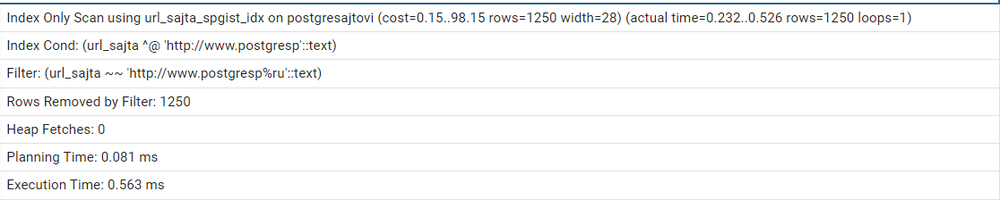 Index Only Scan using url_sajta_spgist_idx on postgresajtovi (cost=0.15..98.15 rows=1250 width=28) (actual time=0.232..0.526 rows=1250 loops=1)
Index Cond: (url_sajta ^@ 'http://www.postgresp'::text)
Filter: (url_sajta ~~ 'http://www.postgresp%ru'::text)
Rows Removed by Filter: 1250
Heap Fetches: 0
Planning Time: 0.081 ms
Execution Time: 0.563 ms